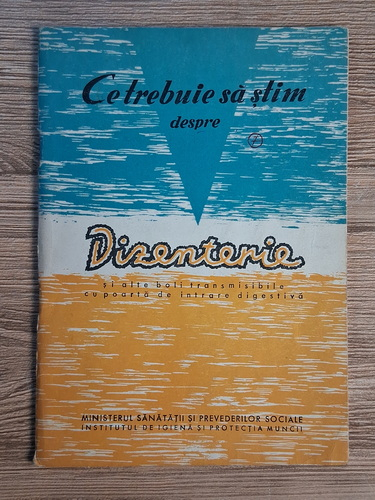 Ce trebuie să știm
despre
Dizenterie
și alte boli transmisibile
cu poarta de intrare digestivă
MINISTERUL SĂNĂTĂȚII ȘI PREVEDERILOR SOCIALE
INSTITUTUL DE IGIENĂ ȘI PROTECȚIA MUNCII